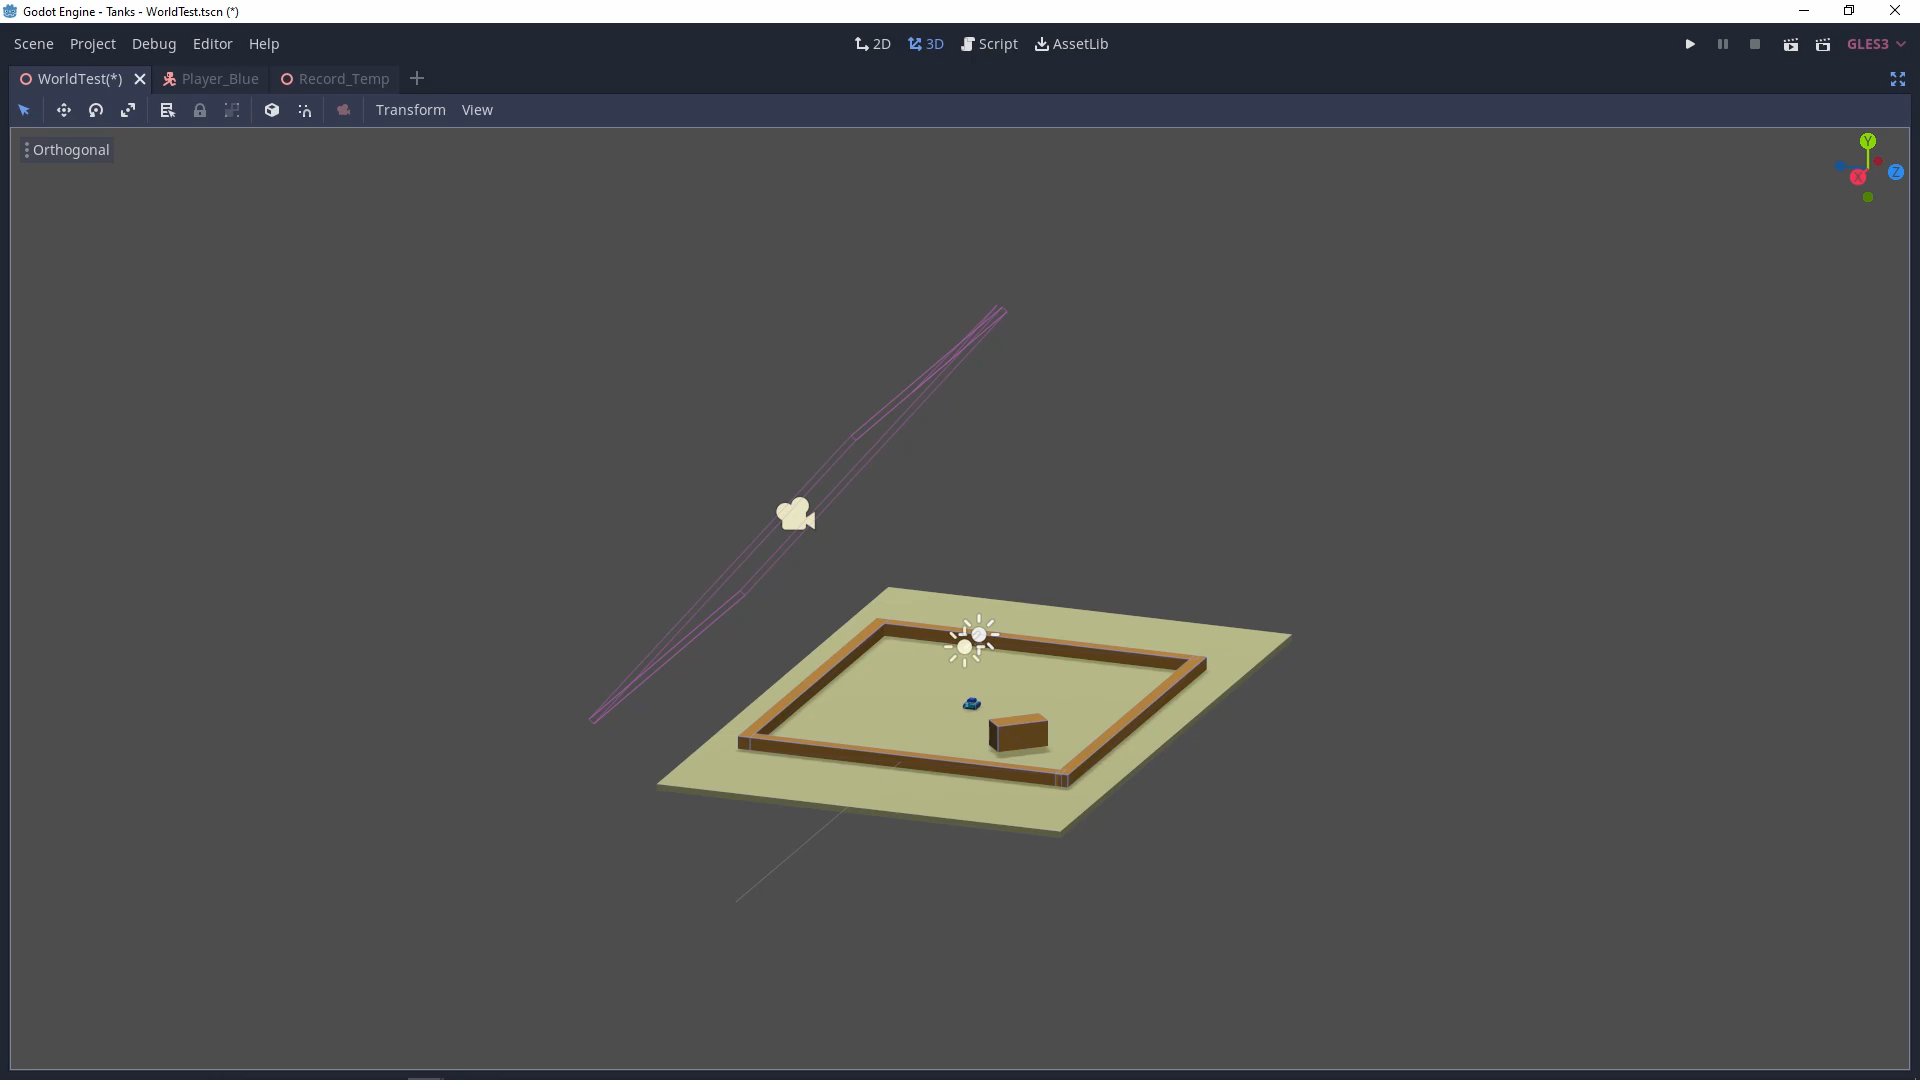 Godot Engine - Tanks - WorldTest.tscn (*)
Scene Project Debug Editor Help 2D 3D Script AssetLib GLES3
WorldTest(*) Player_Blue Record_Temp
Transform View
Orthogonal
Y
X Z